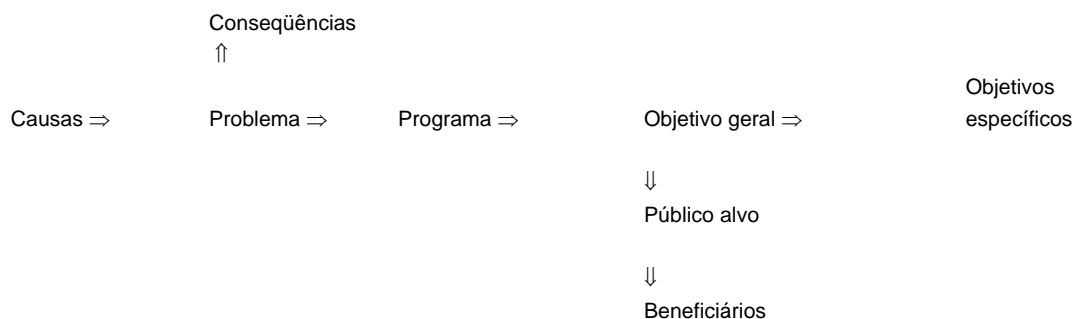 Conseqüências
⇑
Objetivos
Causas ⇒ Problema ⇒ Programa ⇒ Objetivo geral ⇒ específicos
⇓
Público alvo
⇓
Beneficiários